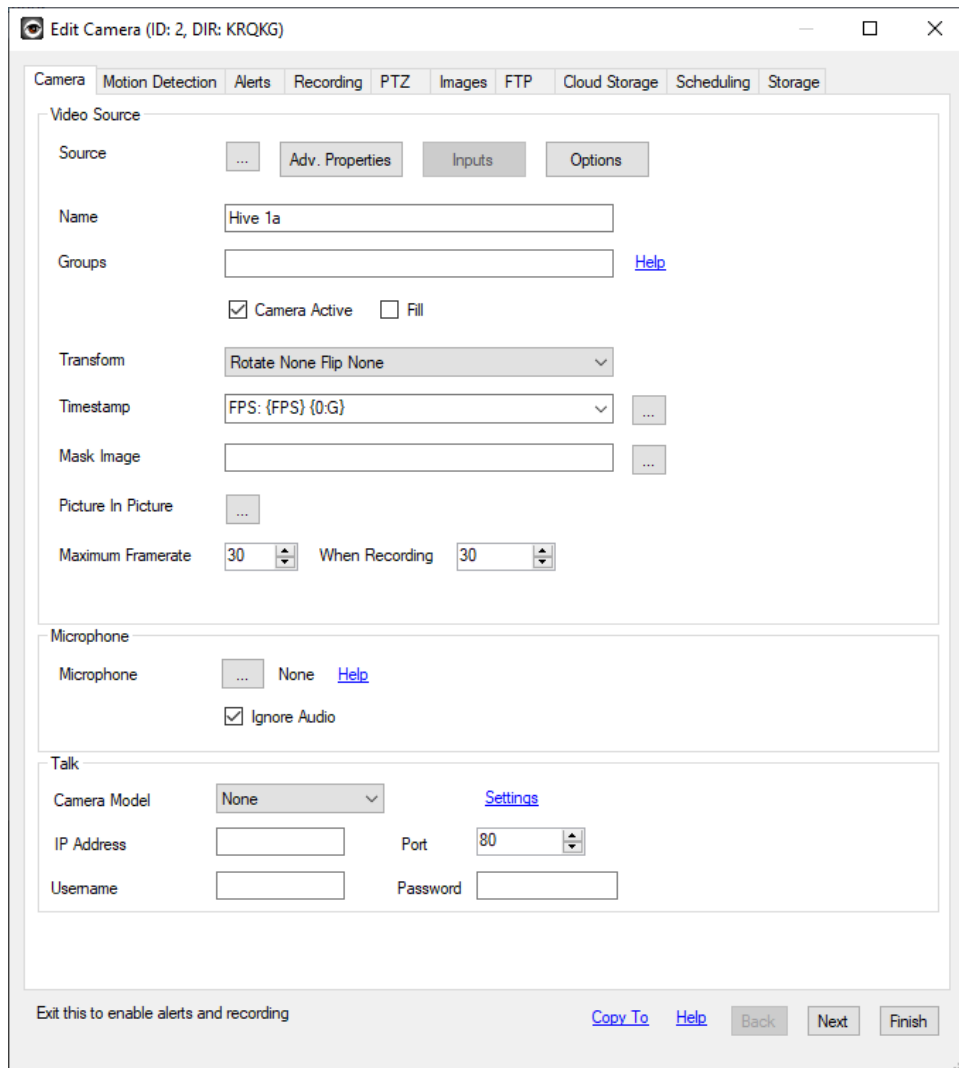 Edit Camera (ID: 2, DIR: KRQKG)
Camera Motion Detection Alerts Recording PTZ Images FTP Cloud Storage Scheduling Storage
Video Source
Source ... Adv. Properties Inputs Options
Name Hive 1a
Groups Help
Camera Active Fill
Transform Rotate None Flip None
Timestamp FPS: {FPS} {0:G} ...
Mask Image ...
Picture In Picture ...
Maximum Framerate 30 When Recording 30
Microphone
Microphone ... None Help
Ignore Audio
Talk
Camera Model None Settings
IP Address Port 80
Username Password
Exit this to enable alerts and recording Copy To Help Back Next Finish